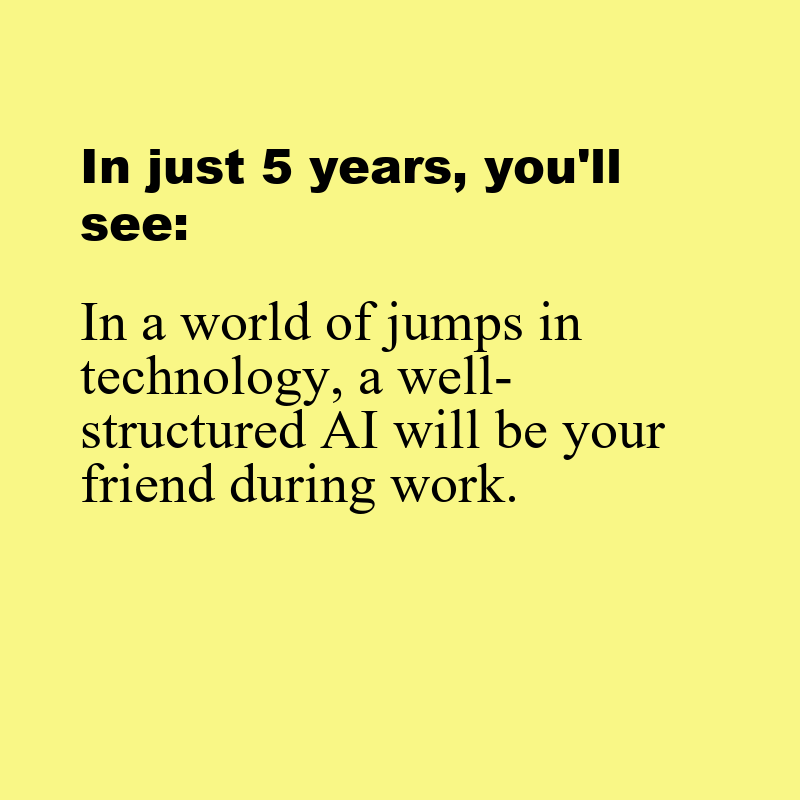 In just 5 years, you'll
see:
In a world of jumps in
technology, a well-
structured AI will be your
friend during work.